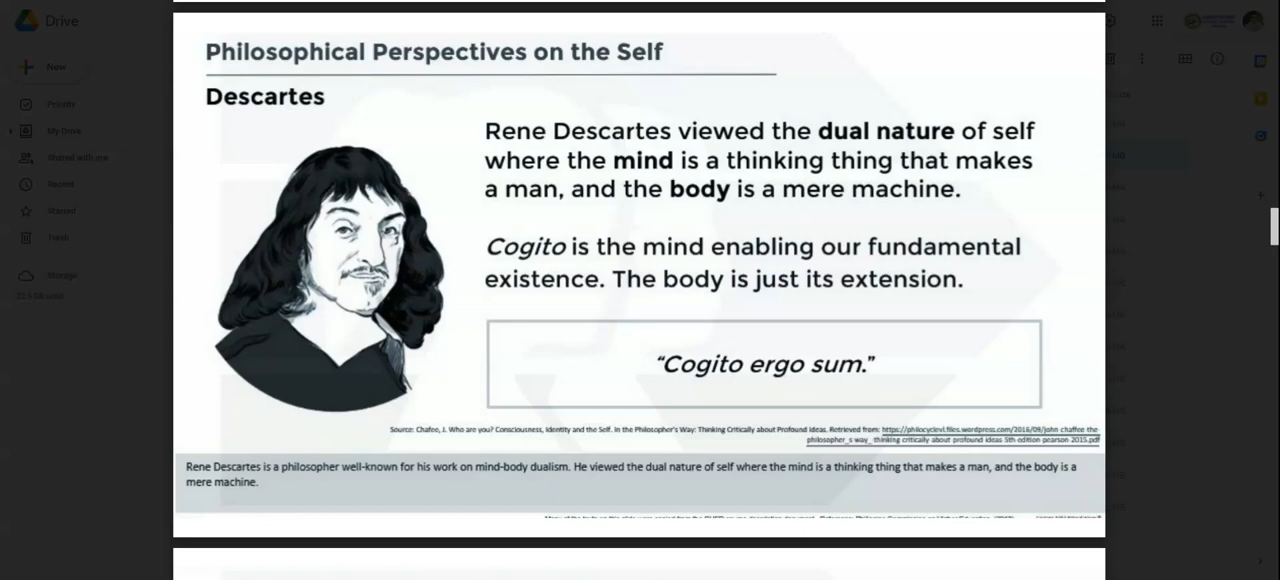 Drive
New
Priority
My Drive
Shared with me
Recent
Starred
Trash
Storage
Philosophical Perspectives on the Self
Descartes
Rene Descartes viewed the dual nature of self
where the mind is a thinking thing that makes
a man, and the body is a mere machine.
Cogito is the mind enabling our fundamental
existence. The body is just its extension.
“Cogito ergo sum.”
Source: Chafee, J. Who are you? Consciousness, Identity and the Self. In the Philosopher's Way: Thinking Critically about Profound Ideas. Retrieved from: https://philocyclevl.files.wordpress.com/2016/09/john chaffee the-
philosopher_s way_ thinking critically about profound ideas 5th edition pearson 2015.pdf
Rene Descartes is a philosopher well-known for his work on mind-body dualism. He viewed the dual nature of self where the mind is a thinking thing that makes a man, and the body is a
mere machine.